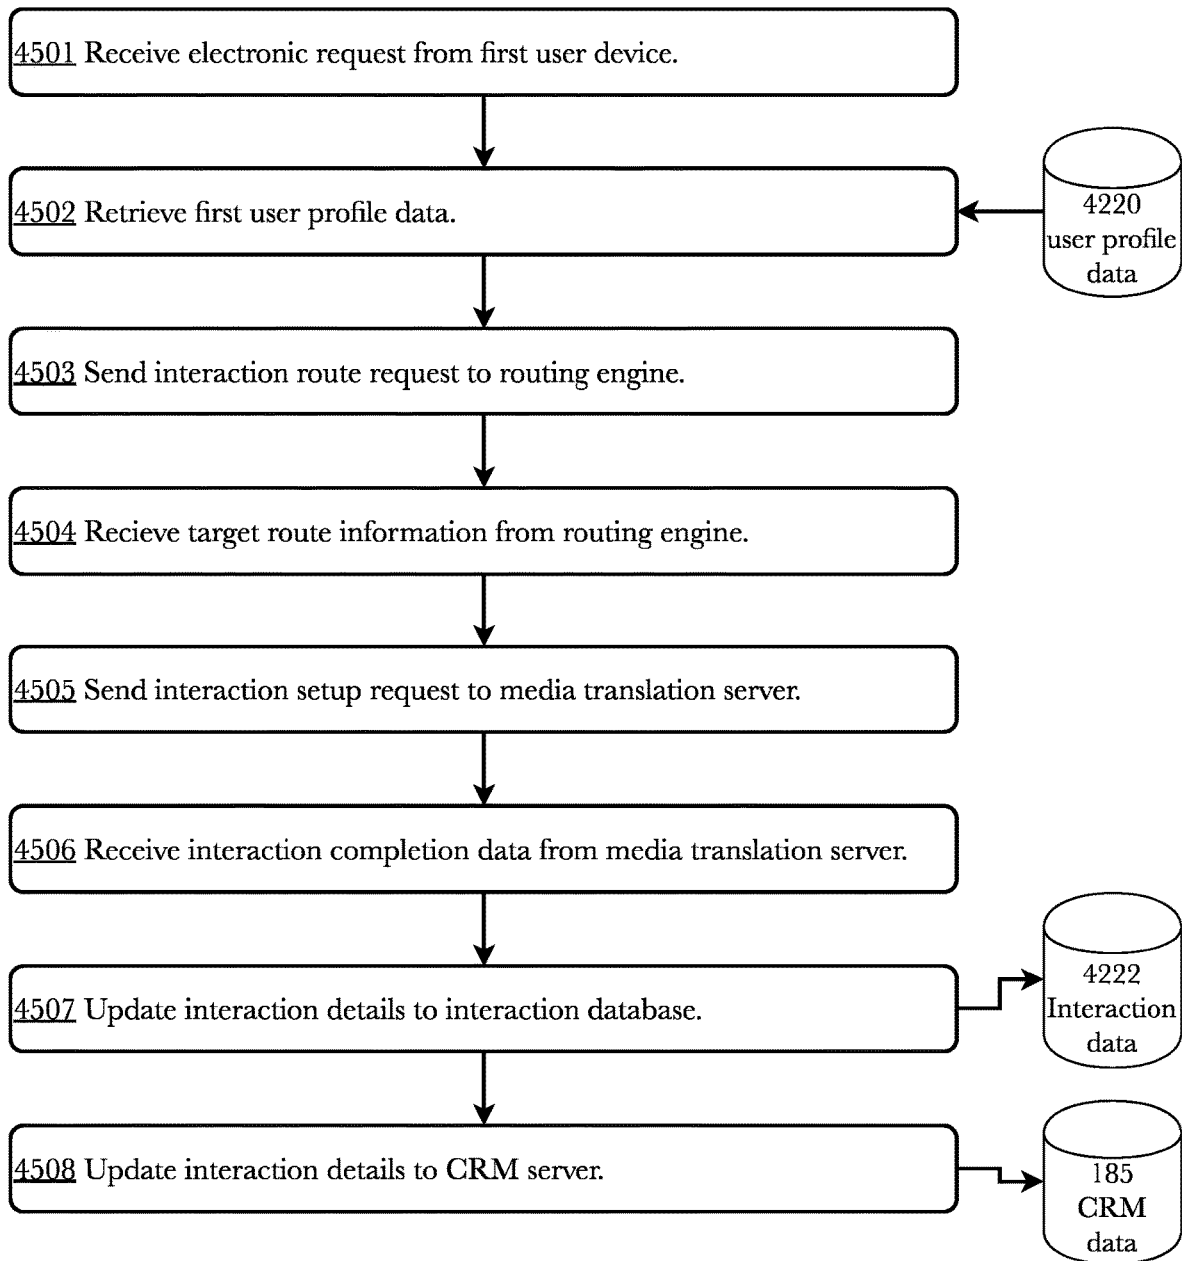 4501 Receive electronic request from first user device.
4502 Retrieve first user profile data.
4220
user profile
data
4503 Send interaction route request to routing engine.
4504 Recieve target route information from routing engine.
4505 Send interaction setup request to media translation server.
4506 Receive interaction completion data from media translation server.
4507 Update interaction details to interaction database.
4222
Interaction
data
4508 Update interaction details to CRM server.
185
CRM
data